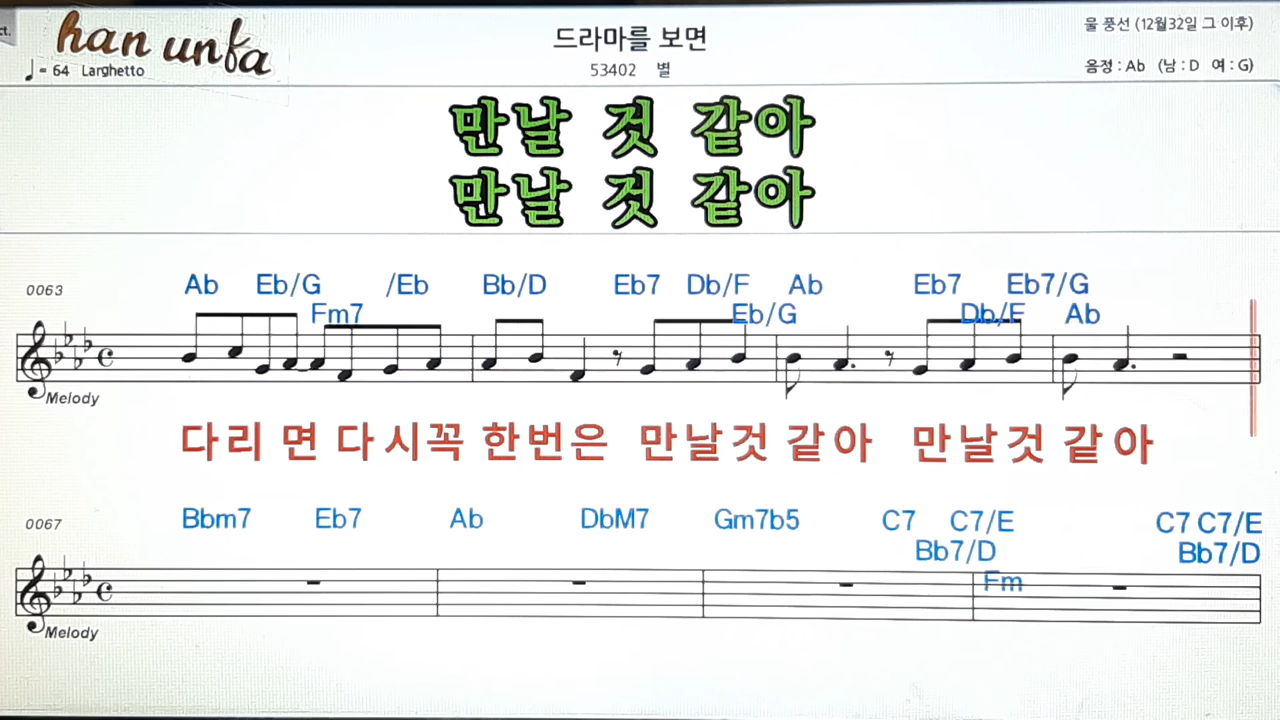 ct.
han unfa
♩= 64 Larghetto
드라마를 보면
53402 별
울 풍선 (12월32일 그 이후)
음정 : Ab (남 : D 여 : G)
만날 것 같아
만날 것 같아
0063
Ab Eb/G /Eb Bb/D Eb7 Db/F Ab Eb7 Eb7/G
Fm7 Eb/G Db/F Ab
Melody
다리 면 다시꼭 한번은 만날것 같아 만날것 같아
0067
Bbm7 Eb7 Ab DbM7 Gm7b5 C7 C7/E C7 C7/E
Bb7/D Bb7/D
Fm
Melody